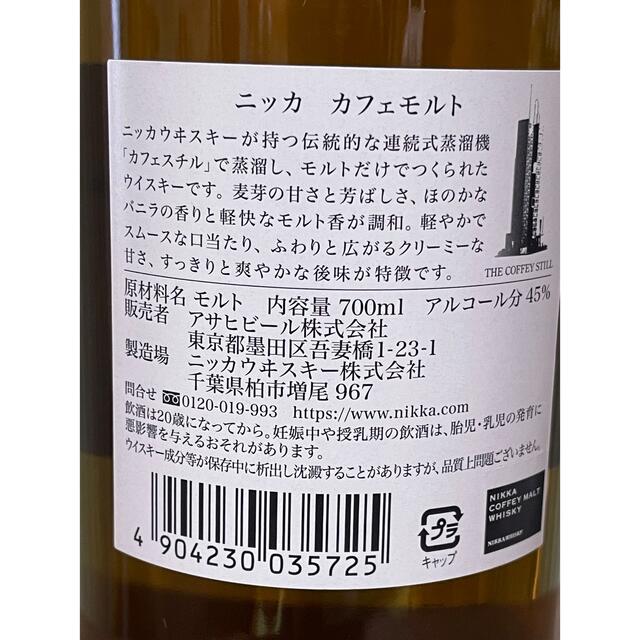 ニッカ　カフェモルト
ニッカウヰスキーが持つ伝統的な連続式蒸溜機
「カフェスチル」で蒸溜し、モルトだけでつくられた
ウイスキーです。麦芽の甘さと芳ばしさ、ほのかな
バニラの香りと軽快なモルト香が調和。軽やかで
スムースな口当たり、ふわりと広がるクリーミーな
甘さ、すっきりと爽やかな後味が特徴です。
THE COFFEY STILL
原材料名 モルト　内容量 700ml　アルコール分 45%
販売者　アサヒビール株式会社
東京都墨田区吾妻橋1-23-1
製造場　ニッカウヰスキー株式会社
千葉県柏市増尾 967
問合せ 0120-019-993　https://www.nikka.com
飲酒は20歳になってから。妊娠中や授乳期の飲酒は、胎児・乳児の発育に
悪影響を与えるおそれがあります。
ウイスキー成分等が保存中に析出し沈澱することがありますが、品質上問題ございません。
4 904230 035725
プラ
キャップ
NIKKA
COFFEY MALT
WHISKY
NIKKA WHISKY